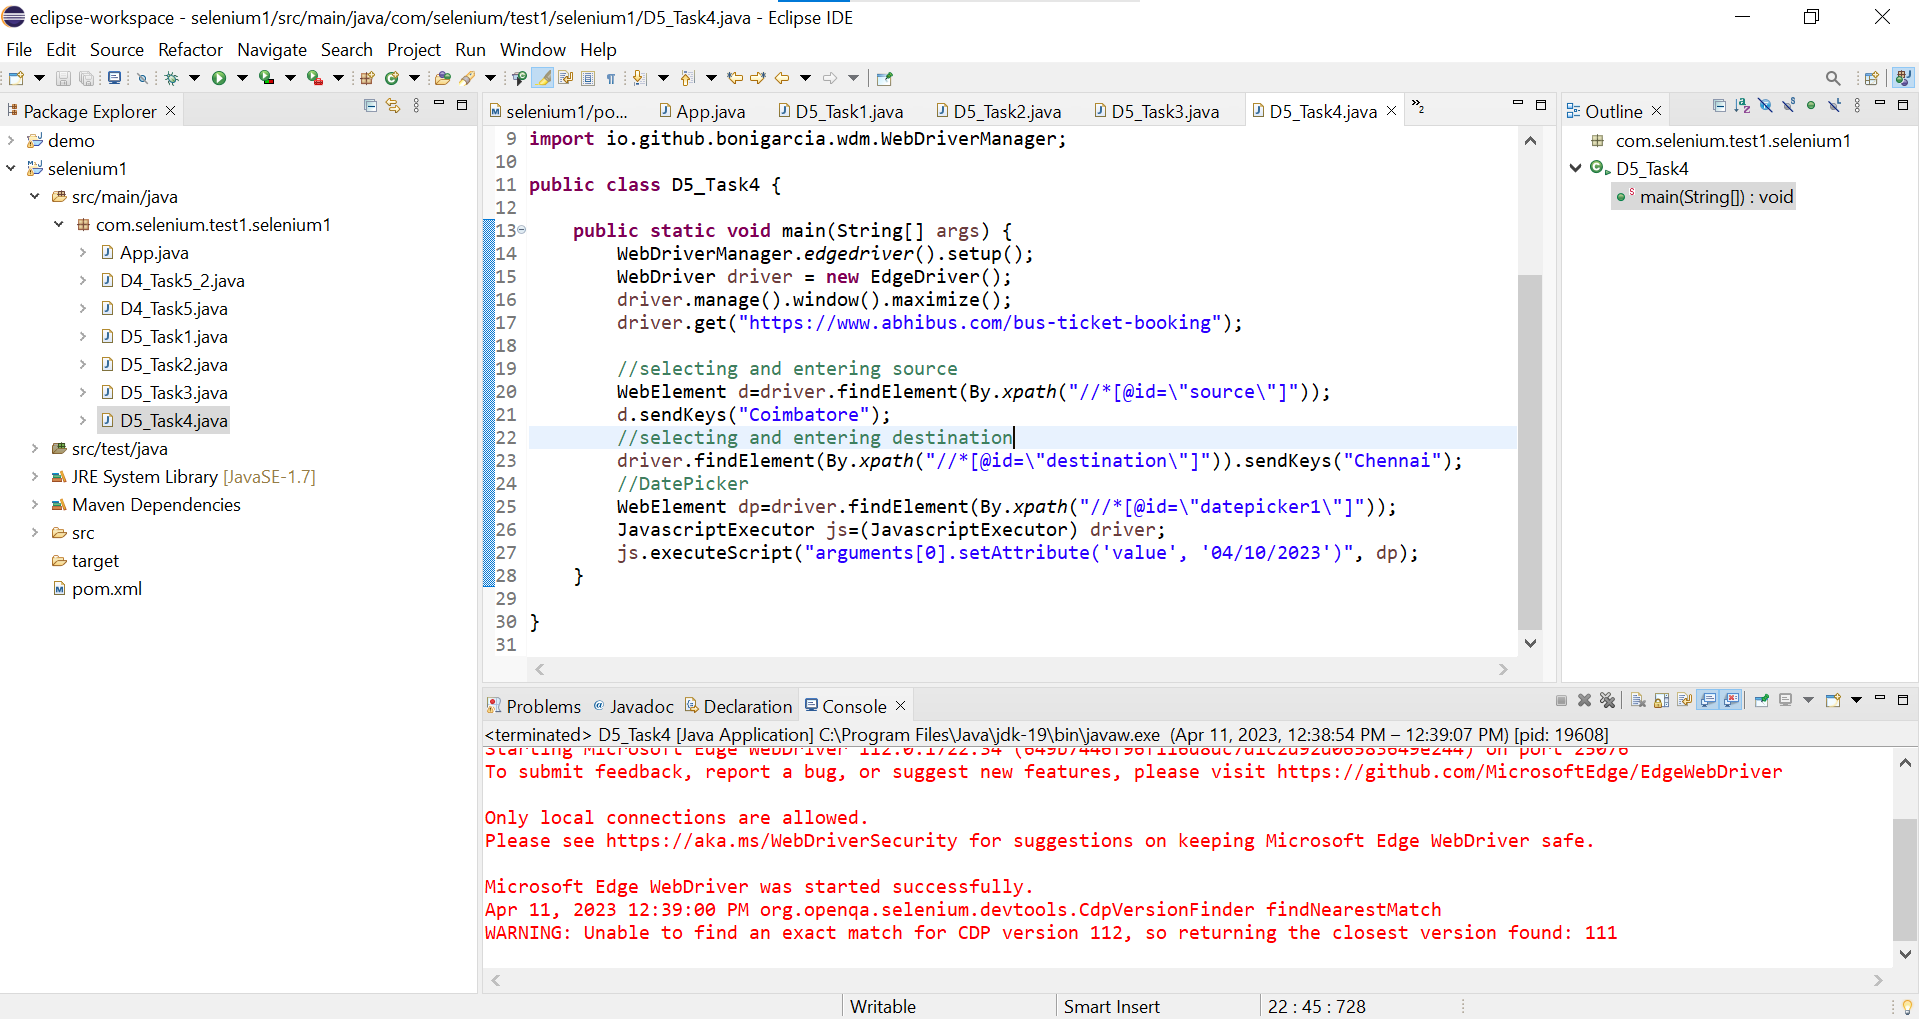 eclipse-workspace - selenium1/src/main/java/com/selenium/test1/selenium1/D5_Task4.java - Eclipse IDE
File Edit Source Refactor Navigate Search Project Run Window Help
Package Explorer
demo
selenium1
src/main/java
com.selenium.test1.selenium1
App.java
D4_Task5_2.java
D4_Task5.java
D5_Task1.java
D5_Task2.java
D5_Task3.java
D5_Task4.java
src/test/java
JRE System Library [JavaSE-1.7]
Maven Dependencies
src
target
pom.xml
selenium1/po... App.java D5_Task1.java D5_Task2.java D5_Task3.java D5_Task4.java »2
9 import io.github.bonigarcia.wdm.WebDriverManager;
10
11 public class D5_Task4 {
12
13 public static void main(String[] args) {
14 WebDriverManager.edgedriver().setup();
15 WebDriver driver = new EdgeDriver();
16 driver.manage().window().maximize();
17 driver.get("https://www.abhibus.com/bus-ticket-booking");
18
19 //selecting and entering source
20 WebElement d=driver.findElement(By.xpath("//*[@id=\"source\"]"));
21 d.sendKeys("Coimbatore");
22 //selecting and entering destination
23 driver.findElement(By.xpath("//*[@id=\"destination\"]")).sendKeys("Chennai");
24 //DatePicker
25 WebElement dp=driver.findElement(By.xpath("//*[@id=\"datepicker1\"]"));
26 JavascriptExecutor js=(JavascriptExecutor) driver;
27 js.executeScript("arguments[0].setAttribute('value', '04/10/2023')", dp);
28 }
29
30 }
31
Outline
com.selenium.test1.selenium1
D5_Task4
main(String[]) : void
Problems Javadoc Declaration Console
<terminated> D5_Task4 [Java Application] C:\Program Files\Java\jdk-19\bin\javaw.exe (Apr 11, 2023, 12:38:54 PM – 12:39:07 PM) [pid: 19608]
Starting Microsoft Edge WebDriver 112.0.1722.34 on port 25076
To submit feedback, report a bug, or suggest new features, please visit https://github.com/MicrosoftEdge/EdgeWebDriver
Only local connections are allowed.
Please see https://aka.ms/WebDriverSecurity for suggestions on keeping Microsoft Edge WebDriver safe.
Microsoft Edge WebDriver was started successfully.
Apr 11, 2023 12:39:00 PM org.openqa.selenium.devtools.CdpVersionFinder findNearestMatch
WARNING: Unable to find an exact match for CDP version 112, so returning the closest version found: 111
Writable Smart Insert 22 : 45 : 728